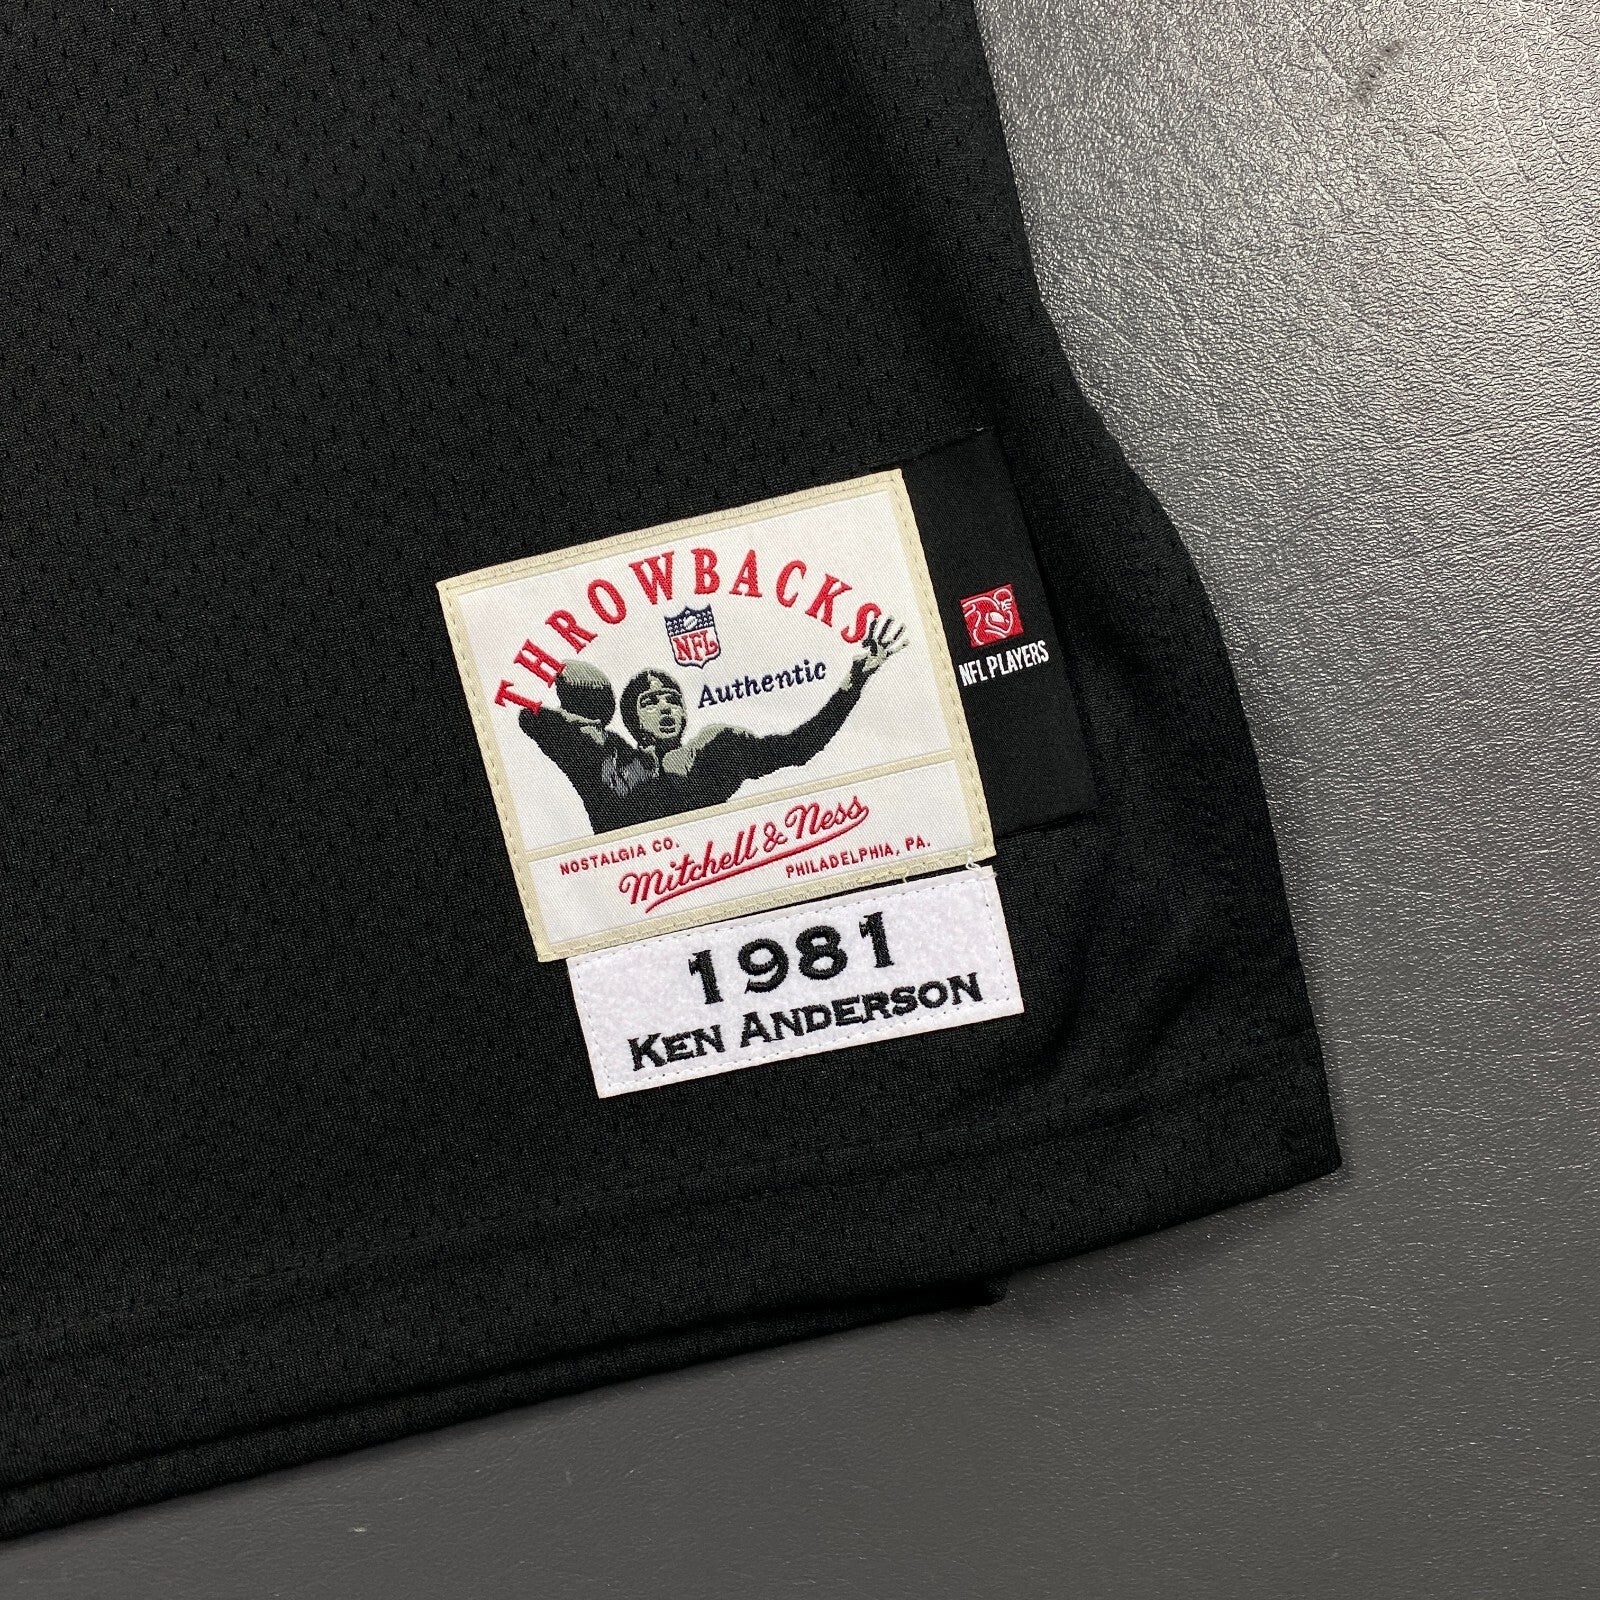 THROWBACKS
NFL
Authentic
NFL PLAYERS
NOSTALGIA CO.
Mitchell & Ness
PHILADELPHIA, PA.
1981
KEN ANDERSON